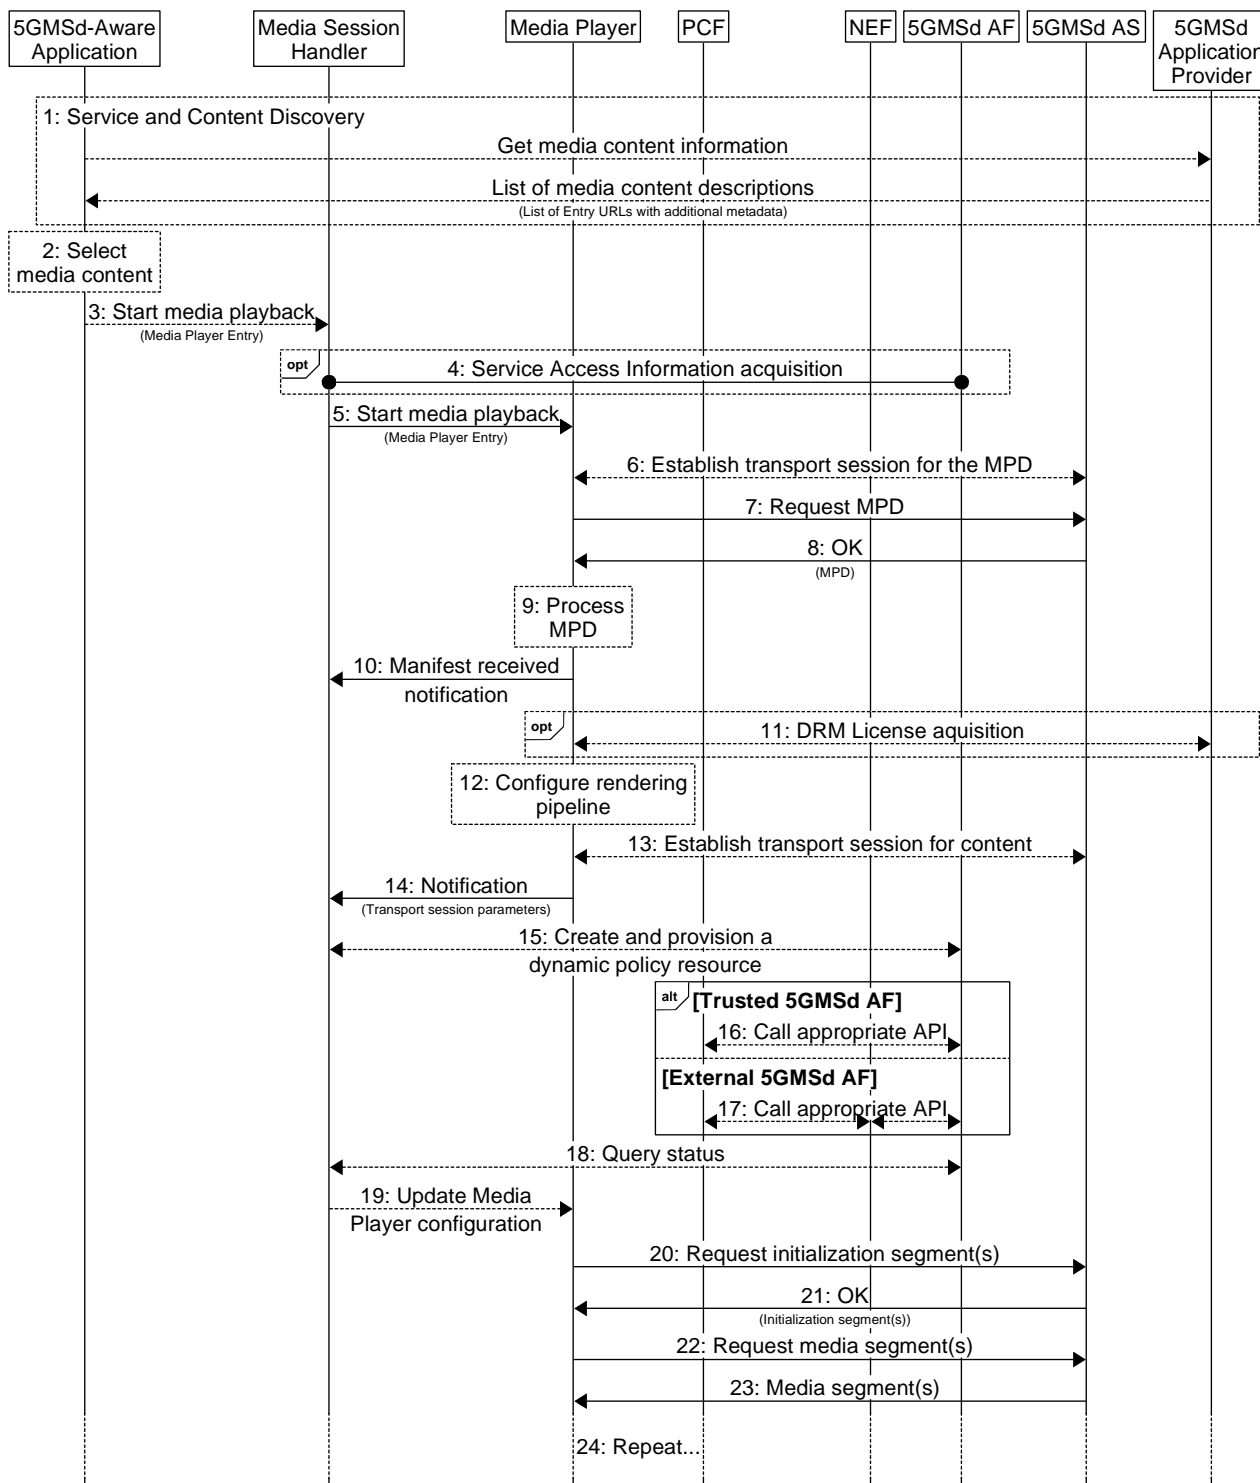 5GMSd-Aware
Application
Media Session
Handler
Media Player
PCF
NEF
5GMSd AF
5GMSd AS
5GMSd
Application
Provider
1: Service and Content Discovery
Get media content information
List of media content descriptions
(List of Entry URLs with additional metadata)
2: Select
media content
3: Start media playback
(Media Player Entry)
opt
4: Service Access Information acquisition
5: Start media playback
(Media Player Entry)
6: Establish transport session for the MPD
7: Request MPD
8: OK
(MPD)
9: Process
MPD
10: Manifest received
notification
opt
11: DRM License aquisition
12: Configure rendering
pipeline
13: Establish transport session for content
14: Notification
(Transport session parameters)
15: Create and provision a
dynamic policy resource
alt
[Trusted 5GMSd AF]
16: Call appropriate API
[External 5GMSd AF]
17: Call appropriate API
18: Query status
19: Update Media
Player configuration
20: Request initialization segment(s)
21: OK
(Initialization segment(s))
22: Request media segment(s)
23: Media segment(s)
24: Repeat...